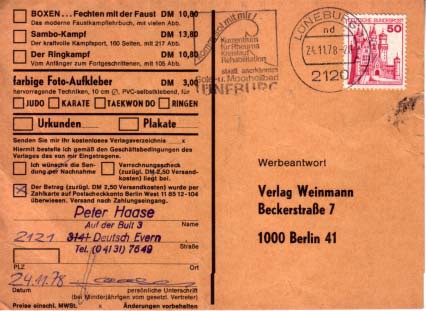 BOXEN...Fechten mit der Faust DM 10,80
Das moderne Faustkampflehrbuch, mit vielen Abb.
Sambo-Kampf DM 13,80
Der kraftvolle Kampfsport, 160 Seiten, mit 217 Abb.
Der Ringkampf DM 10,80
Vom Anfänger zum Fortgeschrittenen, mit 105 Abb.
farbige Foto-Aufkleber DM 3,00
hervorragende Techniken, 10 cm ∅, PVC-selbstklebend, für
JUDO KARATE TAEKWON DO RINGEN
Urkunden Plakate
Senden Sie mir Ihr kostenloses Verlagsverzeichnis x
Hiermit bestelle ich gemäß den Geschäftsbedingungen des
Verlages das von mir Eingetragene.
Ich wünsche die Sendung per Nachnahme
Verrechnungsscheck (zuzügl. DM 2,50 Versandkosten) liegt bei.
Der Betrag (zuzügl. DM 2,50 Versandkosten) wurde per
Zahlkarte auf Postscheckkonto Berlin West 11 85 12-104
überwiesen. Versand nach Zahlungseingang.
Peter Haase
Auf der Bult 3
Name
2121 3141 Deutsch Evern
Straße
Tel. (04131) 7649
PLZ Ort
24.11.78
Datum persönliche Unterschrift
(bei Minderjährigen vom gesetzl. Vertreter)
Preise einschl. MWSt. x Änderungen vorbehalten
Kurzentrum
für Rheuma
Kreislauf
Rehabilitation
staatl. anerkanntes
Sole- u. Moorheilbad
LÜNEBURG
LÜNEBURG
nd
24.11.78
2120
DEUTSCHE BUNDESPOST
50
Werbeantwort
Verlag Weinmann
Beckerstraße 7
1000 Berlin 41